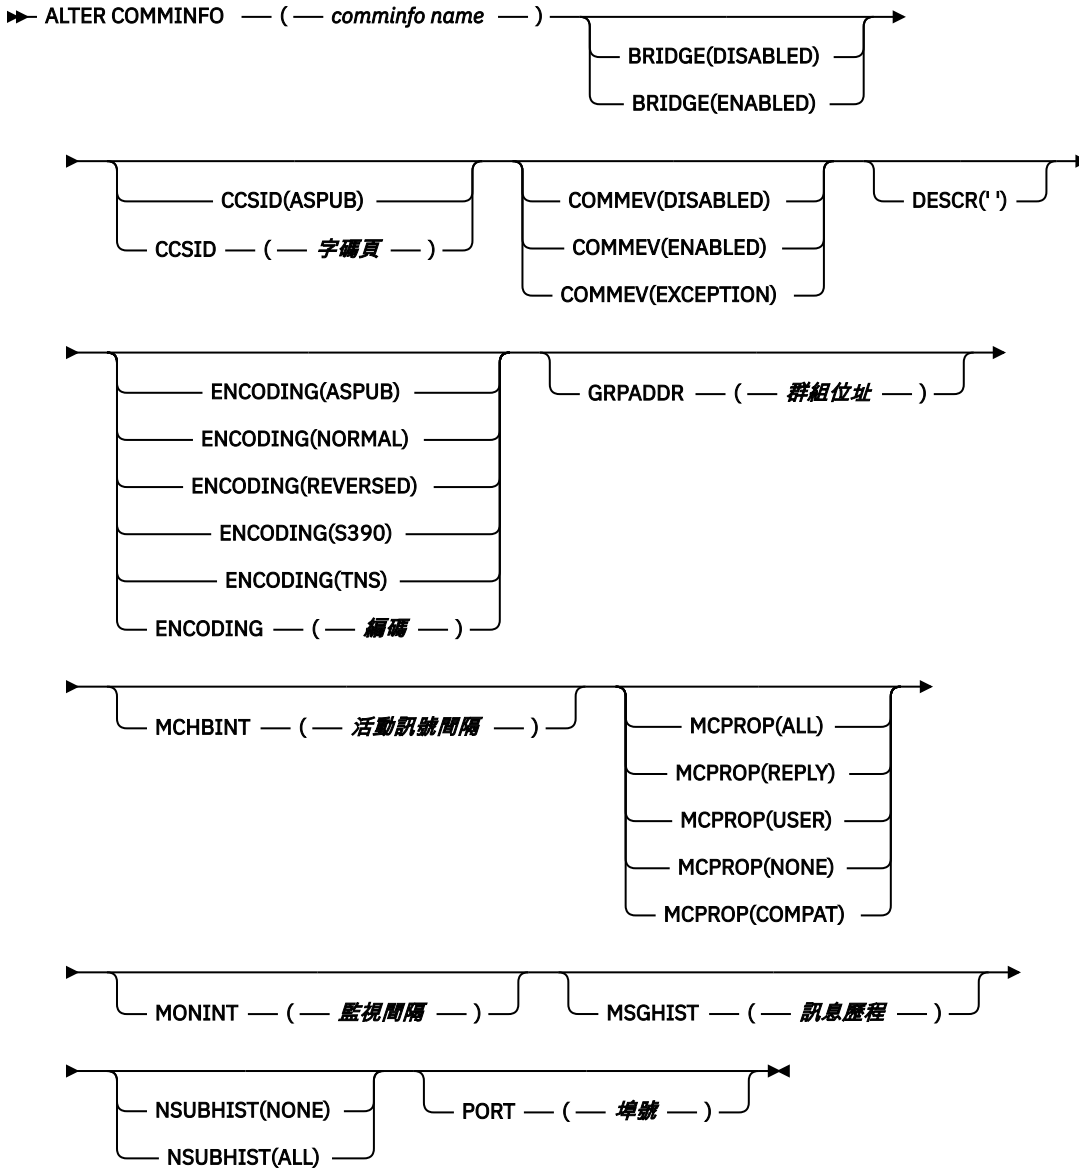 ALTER COMMINFO ( comminfo name )
BRIDGE(DISABLED)
BRIDGE(ENABLED)
CCSID(ASPUB)
CCSID ( 字碼頁 )
COMMEV(DISABLED)
COMMEV(ENABLED)
COMMEV(EXCEPTION)
DESCR(' ')
ENCODING(ASPUB)
ENCODING(NORMAL)
ENCODING(REVERSED)
ENCODING(S390)
ENCODING(TNS)
ENCODING ( 編碼 )
GRPADDR ( 群組位址 )
MCHBINT ( 活動訊號間隔 )
MCPROP(ALL)
MCPROP(REPLY)
MCPROP(USER)
MCPROP(NONE)
MCPROP(COMPAT)
MONINT ( 監視間隔 )
MSGHIST ( 訊息歷程 )
NSUBHIST(NONE)
NSUBHIST(ALL)
PORT ( 埠號 )